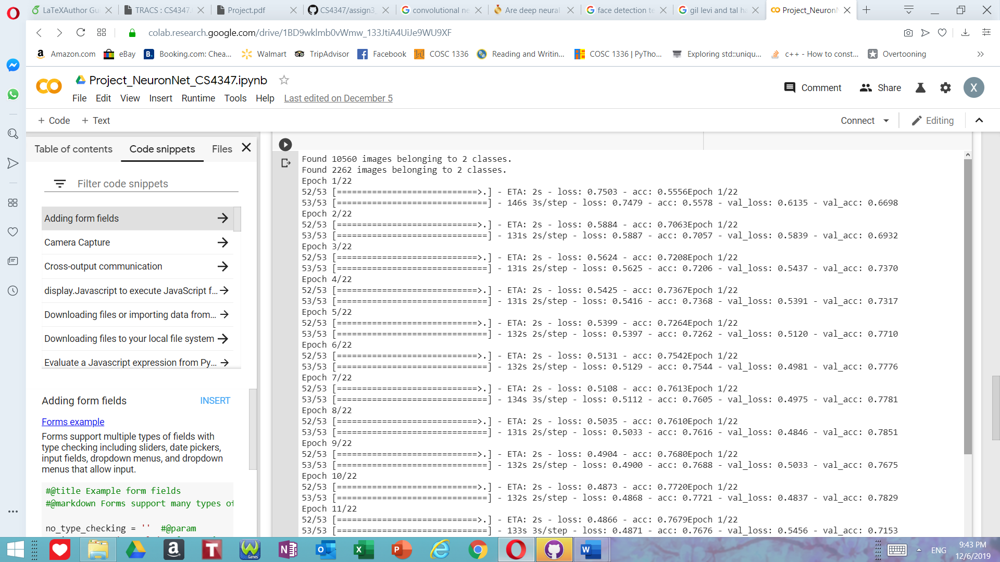 LaTeXAuthor Gu
TRACS : CS4347.
Project.pdf
CS4347/assign3_
convolutional ne
Are deep neural
face detection te
gil levi and tal ha
Project_NeuronN
colab.research.google.com/drive/1BD9wklmb0vWmw_133JtiA4UiJe9WU9XF
Amazon.com
eBay
Booking.com: Chea...
Walmart
TripAdvisor
Facebook
COSC 1336
Reading and Writin...
COSC 1336 | PyTho...
Exploring std::uniqu...
c++ - How to const...
Overtooning
Project_NeuronNet_CS4347.ipynb
Comment
Share
X
File Edit View Insert Runtime Tools Help Last edited on December 5
+ Code + Text
Connect
Editing
Table of contents Code snippets Files
Filter code snippets
Adding form fields
Camera Capture
Cross-output communication
display.Javascript to execute JavaScript f...
Downloading files or importing data from...
Downloading files to your local file system
Evaluate a Javascript expression from Py...
Adding form fields INSERT
Forms example
Forms support multiple types of fields with
type checking including sliders, date pickers,
input fields, dropdown menus, and dropdown
menus that allow input.
#@title Example form fields
#@markdown Forms support many types of
no_type_checking = '' #@param
Found 10560 images belonging to 2 classes.
Found 2262 images belonging to 2 classes.
Epoch 1/22
52/53 [============================>.] - ETA: 2s - loss: 0.7503 - acc: 0.5556Epoch 1/22
53/53 [==============================] - 146s 3s/step - loss: 0.7479 - acc: 0.5578 - val_loss: 0.6135 - val_acc: 0.6698
Epoch 2/22
52/53 [============================>.] - ETA: 2s - loss: 0.5884 - acc: 0.7063Epoch 1/22
53/53 [==============================] - 131s 2s/step - loss: 0.5887 - acc: 0.7057 - val_loss: 0.5839 - val_acc: 0.6932
Epoch 3/22
52/53 [============================>.] - ETA: 2s - loss: 0.5624 - acc: 0.7208Epoch 1/22
53/53 [==============================] - 131s 2s/step - loss: 0.5625 - acc: 0.7206 - val_loss: 0.5437 - val_acc: 0.7370
Epoch 4/22
52/53 [============================>.] - ETA: 2s - loss: 0.5425 - acc: 0.7367Epoch 1/22
53/53 [==============================] - 131s 2s/step - loss: 0.5416 - acc: 0.7368 - val_loss: 0.5391 - val_acc: 0.7317
Epoch 5/22
52/53 [============================>.] - ETA: 2s - loss: 0.5399 - acc: 0.7264Epoch 1/22
53/53 [==============================] - 132s 2s/step - loss: 0.5397 - acc: 0.7262 - val_loss: 0.5120 - val_acc: 0.7710
Epoch 6/22
52/53 [============================>.] - ETA: 2s - loss: 0.5131 - acc: 0.7542Epoch 1/22
53/53 [==============================] - 132s 2s/step - loss: 0.5129 - acc: 0.7544 - val_loss: 0.4981 - val_acc: 0.7776
Epoch 7/22
52/53 [============================>.] - ETA: 2s - loss: 0.5108 - acc: 0.7613Epoch 1/22
53/53 [==============================] - 134s 3s/step - loss: 0.5112 - acc: 0.7605 - val_loss: 0.4975 - val_acc: 0.7781
Epoch 8/22
52/53 [============================>.] - ETA: 2s - loss: 0.5035 - acc: 0.7610Epoch 1/22
53/53 [==============================] - 131s 2s/step - loss: 0.5033 - acc: 0.7616 - val_loss: 0.4846 - val_acc: 0.7851
Epoch 9/22
52/53 [============================>.] - ETA: 2s - loss: 0.4904 - acc: 0.7680Epoch 1/22
53/53 [==============================] - 132s 2s/step - loss: 0.4900 - acc: 0.7688 - val_loss: 0.5033 - val_acc: 0.7675
Epoch 10/22
52/53 [============================>.] - ETA: 2s - loss: 0.4873 - acc: 0.7720Epoch 1/22
53/53 [==============================] - 132s 2s/step - loss: 0.4868 - acc: 0.7721 - val_loss: 0.4837 - val_acc: 0.7829
Epoch 11/22
52/53 [============================>.] - ETA: 2s - loss: 0.4866 - acc: 0.7679Epoch 1/22
53/53 [==============================] - 133s 3s/step - loss: 0.4871 - acc: 0.7676 - val_loss: 0.5456 - val_acc: 0.7153
ENG
9:43 PM
12/6/2019